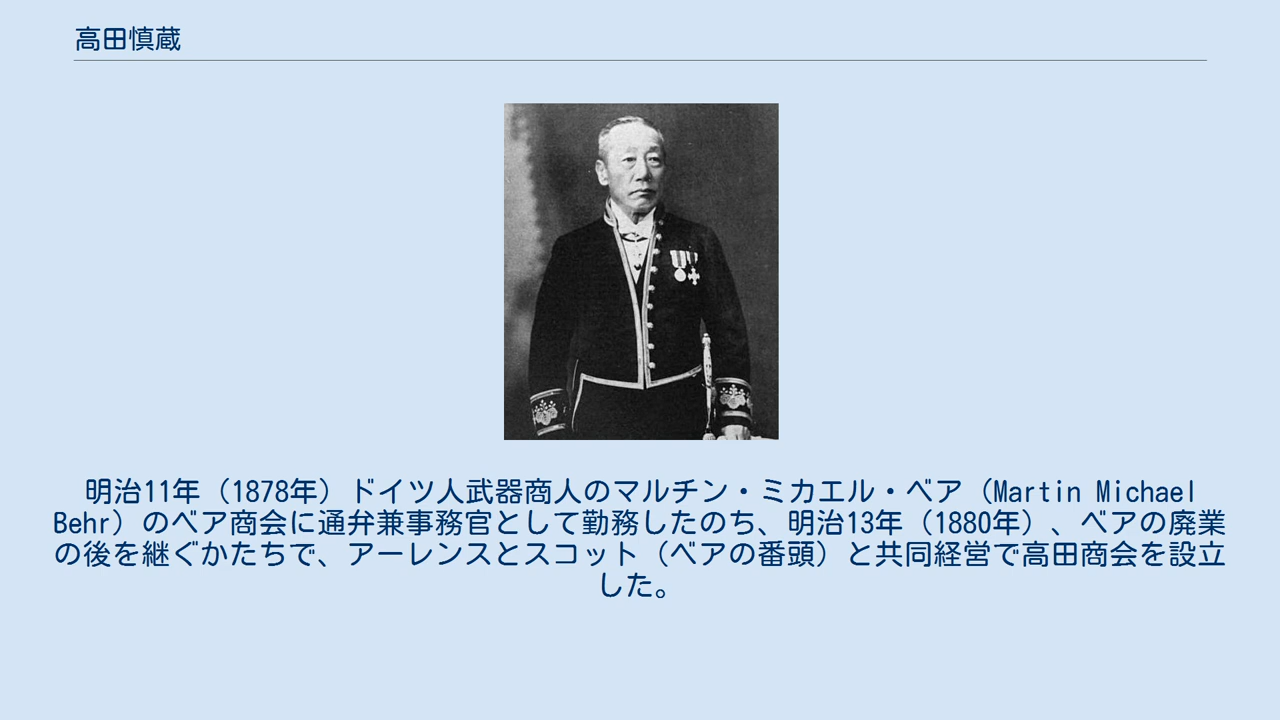 高田慎蔵
明治11年（1878年）ドイツ人武器商人のマルチン・ミカエル・ベア（Martin Michael
Behr）のベア商会に通弁兼事務官として勤務したのち、明治13年（1880年）、ベアの廃業
の後を継ぐかたちで、アーレンスとスコット（ベアの番頭）と共同経営で高田商会を設立
した。